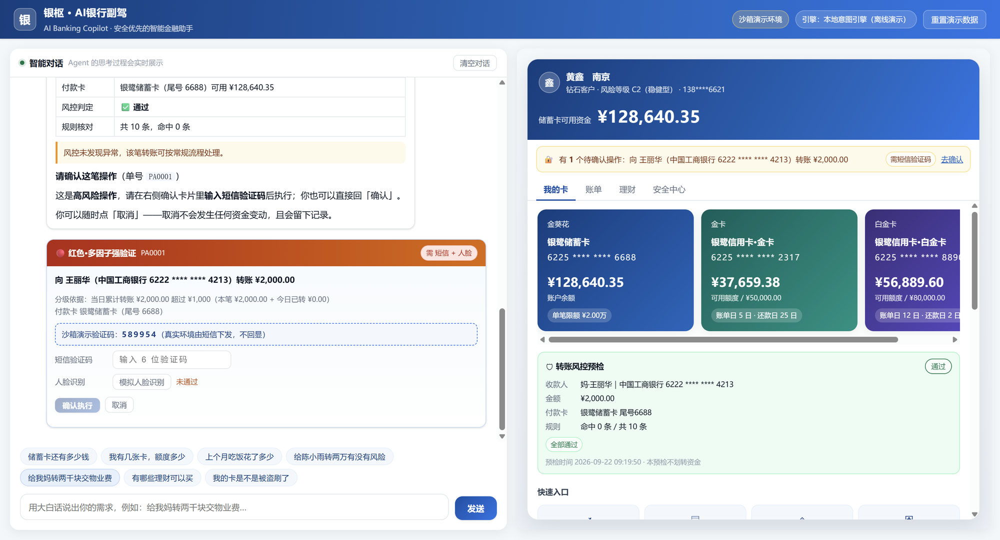 银
银枢 · AI银行副驾
AI Banking Copilot · 安全优先的智能金融助手
沙箱演示环境
引擎：本地意图引擎（离线演示）
重置演示数据
智能对话 Agent 的思考过程会实时展示
清空对话
付款卡 银鹭储蓄卡（尾号 6688）可用 ¥128,640.35
风控判定 ✅ 通过
规则核对 共 10 条，命中 0 条
风控未发现异常，该笔转账可按常规流程处理。
请确认这笔操作（单号 PA0001 ）
这是高风险操作，请在右侧确认卡片里输入短信验证码后执行；你也可以直接回「确认」。
你可以随时点「取消」——取消不会发生任何资金变动，且会留下记录。
红色·多因子强验证 PA0001
需 短信 + 人脸
向 王丽华（中国工商银行 6222 **** **** 4213）转账 ¥2,000.00
分级依据：当日累计转账 ¥2,000.00 超过 ¥1,000（本笔 ¥2,000.00 + 今日已转 ¥0.00）
付款卡 银鹭储蓄卡（尾号 6688）
沙箱演示验证码：589954（真实环境由短信下发，不回显）
短信验证码 输入 6 位验证码
人脸识别 模拟人脸识别 未通过
确认执行 取消
储蓄卡还有多少钱 我有几张卡，额度多少 上个月吃饭花了多少 给陈小雨转两万有没有风险
给我妈转两千块交物业费 有哪些理财可以买 我的卡是不是被盗刷了
用大白话说出你的需求，例如：给我妈转两千块交物业费...
发送
鑫
黄鑫 南京
钻石客户 · 风险等级 C2（稳健型） · 138****6621
储蓄卡可用资金 ¥128,640.35
有 1 个待确认操作：向 王丽华（中国工商银行 6222 **** **** 4213）转账 ¥2,000.00
需短信验证码 去确认
我的卡 账单 理财 安全中心
金葵花
银鹭储蓄卡
6225 **** **** 6688
¥128,640.35
账户余额
单笔限额 ¥2.00万
金卡
银鹭信用卡·金卡
6225 **** **** 2317
¥37,659.38
可用额度 / ¥50,000.00
账单日 5 日 · 还款日 25 日
白金卡
银鹭信用卡·白金卡
6225 **** **** 889
¥56,889.60
可用额度 / ¥80,000.00
账单日 12 日 · 还款日 2 日
转账风控预检
通过
收款人 妈·王丽华 | 中国工商银行 6222 **** **** 4213
金额 ¥2,000.00
付款卡 银鹭储蓄卡 尾号6688
规则 命中 0 条 / 共 10 条
全部通过
预检时间 2026-09-22 09:19:50 · 本预检不划转资金
快速入口